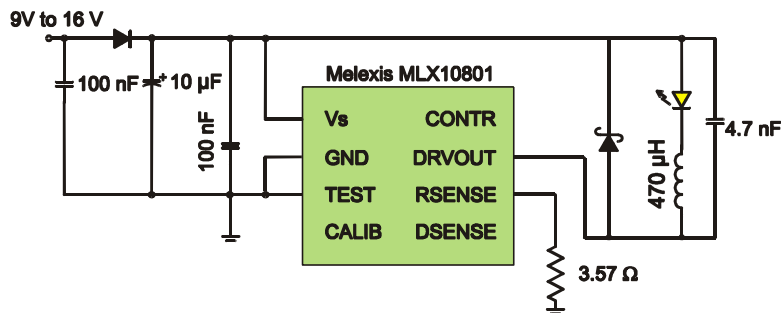 9V to 16 V
100 nF
+ 10 µF
100 nF
Melexis MLX10801
Vs CONTR
GND DRVOUT
TEST RSENSE
CALIB DSENSE
470 µH
4.7 nF
3.57 Ω